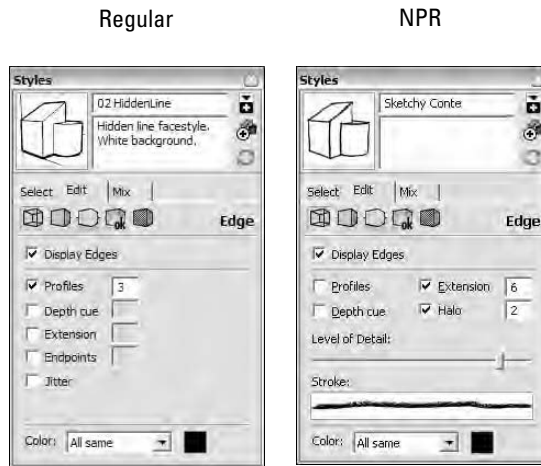 Regular
NPR
Styles
02 HiddenLine
Hidden line facestyle.
White background.
Select Edit Mix
ok
Edge
Display Edges
Profiles 3
Depth cue
Extension
Endpoints
Jitter
Color: All same
Styles
Sketchy Conte
Select Edit Mix
ok
Edge
Display Edges
Profiles Extension 6
Depth cue Halo 2
Level of Detail:
Stroke:
Color: All same